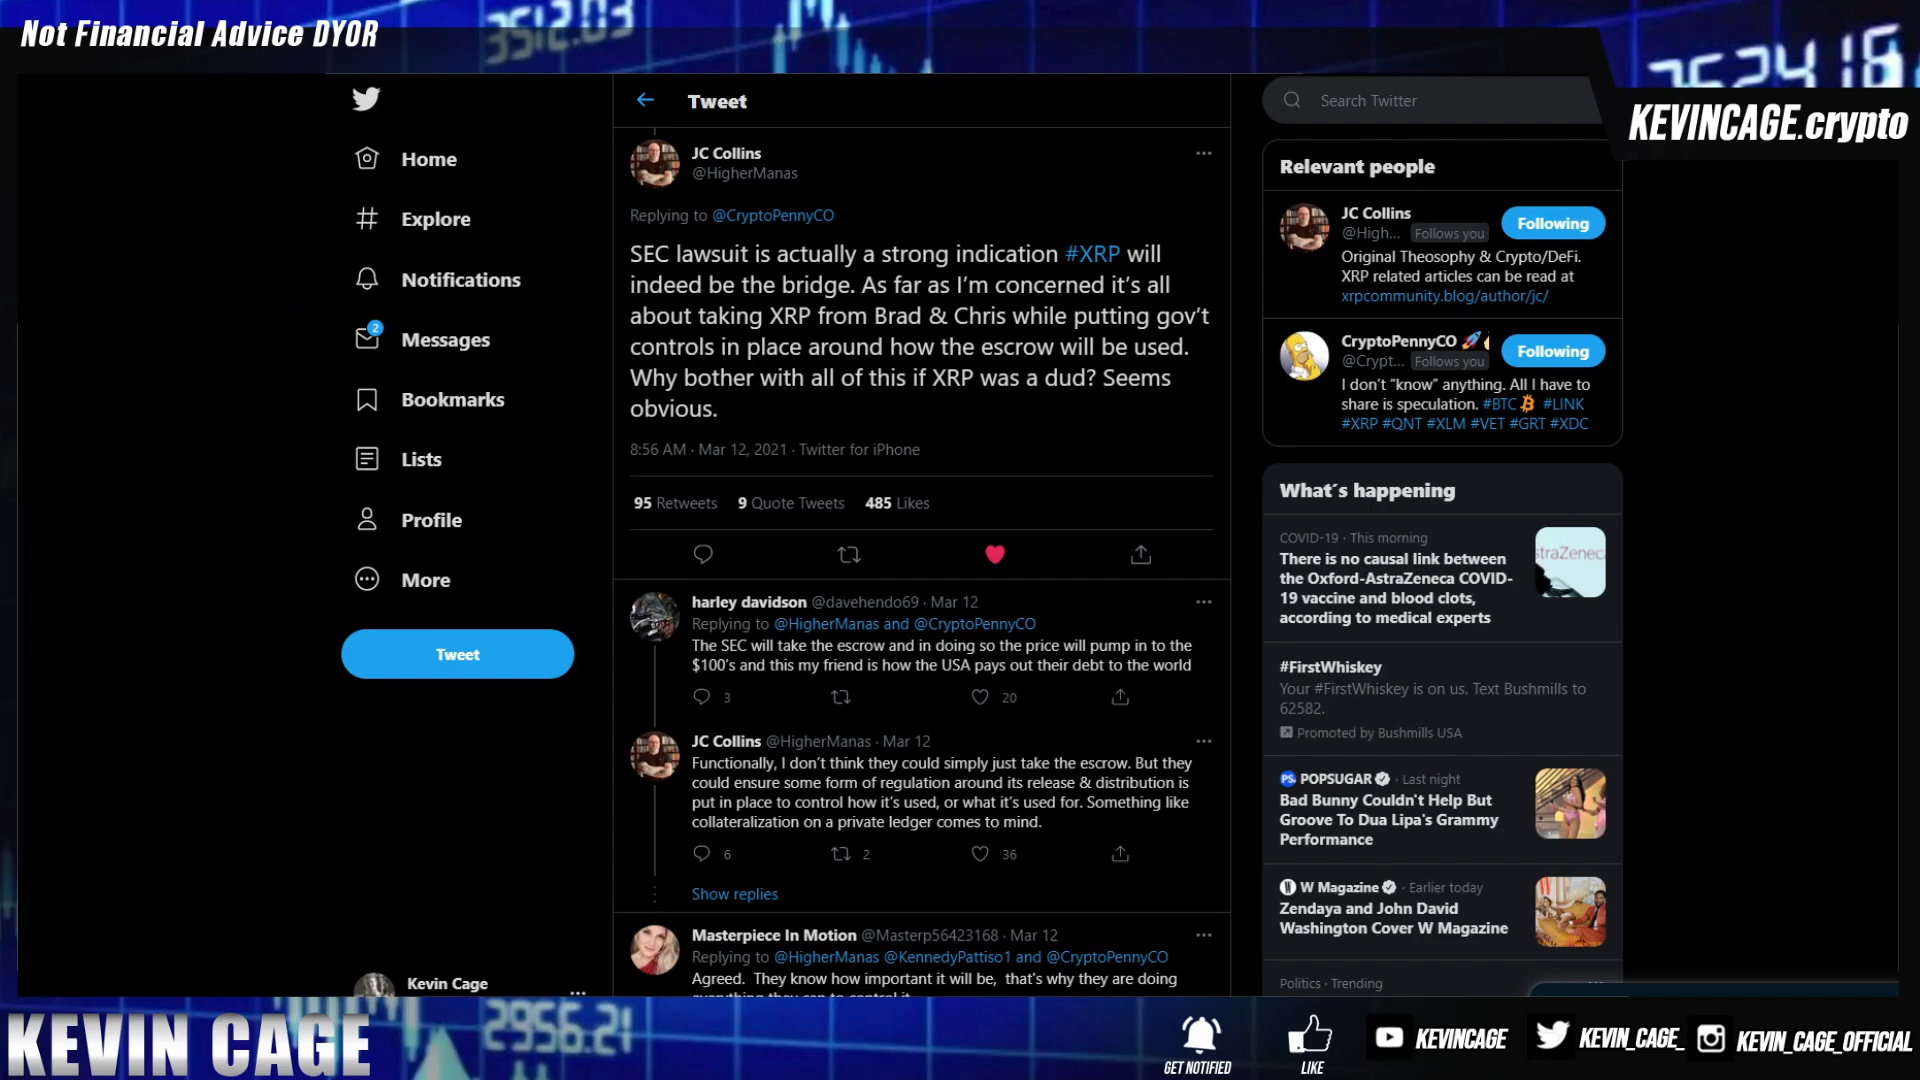 Not Financial Advice DYOR
3512.03
KEVINCAGE.crypto
Home
Explore
Notifications
2
Messages
Bookmarks
Lists
Profile
More
Tweet
Kevin Cage
Tweet
JC Collins
@HigherManas
Replying to @CryptoPennyCO
SEC lawsuit is actually a strong indication #XRP will
indeed be the bridge. As far as I'm concerned it's all
about taking XRP from Brad & Chris while putting gov't
controls in place around how the escrow will be used.
Why bother with all of this if XRP was a dud? Seems
obvious.
8:56 AM · Mar 12, 2021 · Twitter for iPhone
95 Retweets 9 Quote Tweets 485 Likes
harley davidson @davehendo69 · Mar 12
Replying to @HigherManas and @CryptoPennyCO
The SEC will take the escrow and in doing so the price will pump in to the
$100's and this my friend is how the USA pays out their debt to the world
3 20
JC Collins @HigherManas · Mar 12
Functionally, I don't think they could simply just take the escrow. But they
could ensure some form of regulation around its release & distribution is
put in place to control how it's used, or what it's used for. Something like
collateralization on a private ledger comes to mind.
6 2 36
Show replies
Masterpiece In Motion @Masterp56423168 · Mar 12
Replying to @HigherManas @KennedyPattiso1 and @CryptoPennyCO
Agreed. They know how important it will be, that's why they are doing
everything they can to control it
Search Twitter
Relevant people
JC Collins
@High... Follows you
Following
Original Theosophy & Crypto/DeFi.
XRP related articles can be read at
xrpcommunity.blog/author/jc/
CryptoPennyCO
@Crypt... Follows you
Following
I don't "know" anything. All I have to
share is speculation. #BTC #LINK
#XRP #QNT #XLM #VET #GRT #XDC
What's happening
COVID-19 · This morning
There is no causal link between
the Oxford-AstraZeneca COVID-
19 vaccine and blood clots,
according to medical experts
straZenec
#FirstWhiskey
Your #FirstWhiskey is on us. Text Bushmills to
62582.
Promoted by Bushmills USA
PS. POPSUGAR · Last night
Bad Bunny Couldn't Help But
Groove To Dua Lipa's Grammy
Performance
W W Magazine · Earlier today
Zendaya and John David
Washington Cover W Magazine
W
Politics · Trending
KEVIN CAGE
2956.21
GET NOTIFIED
LIKE
KEVINCAGE
KEVIN_CAGE_
KEVIN_CAGE_OFFICIAL